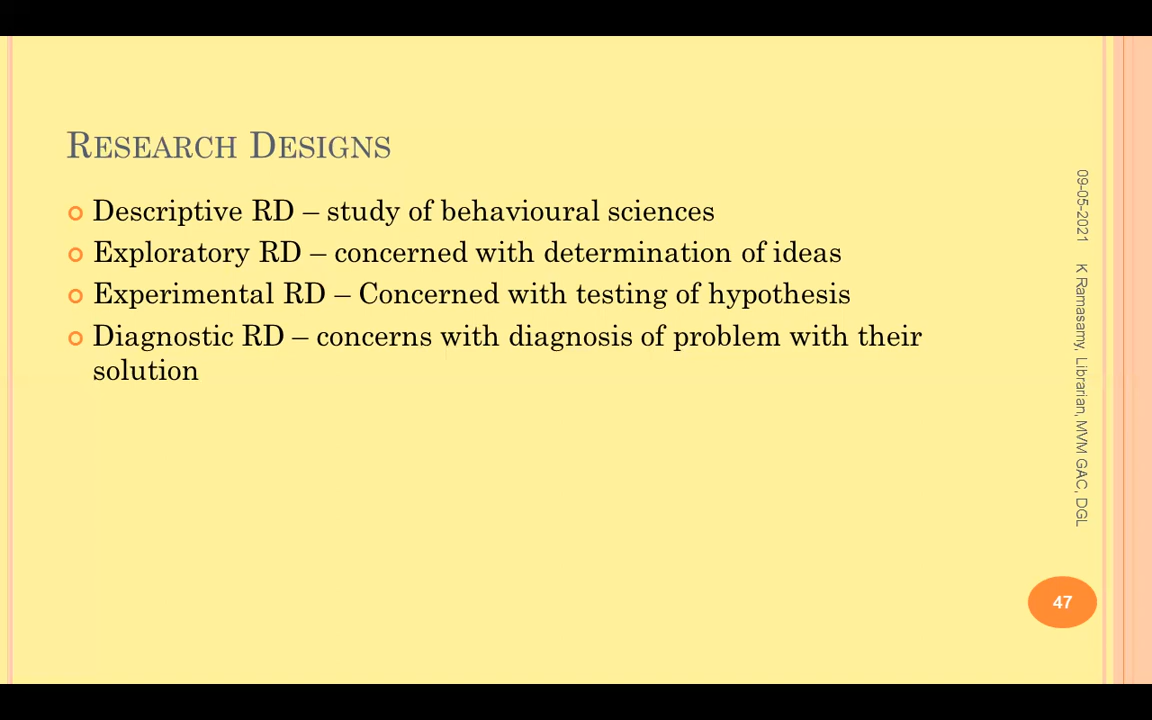 RESEARCH DESIGNS
Descriptive RD – study of behavioural sciences
Exploratory RD – concerned with determination of ideas
Experimental RD – Concerned with testing of hypothesis
Diagnostic RD – concerns with diagnosis of problem with their
solution
09-05-2021 K Ramasamy, Librarian, MVM GAC, DGL
47